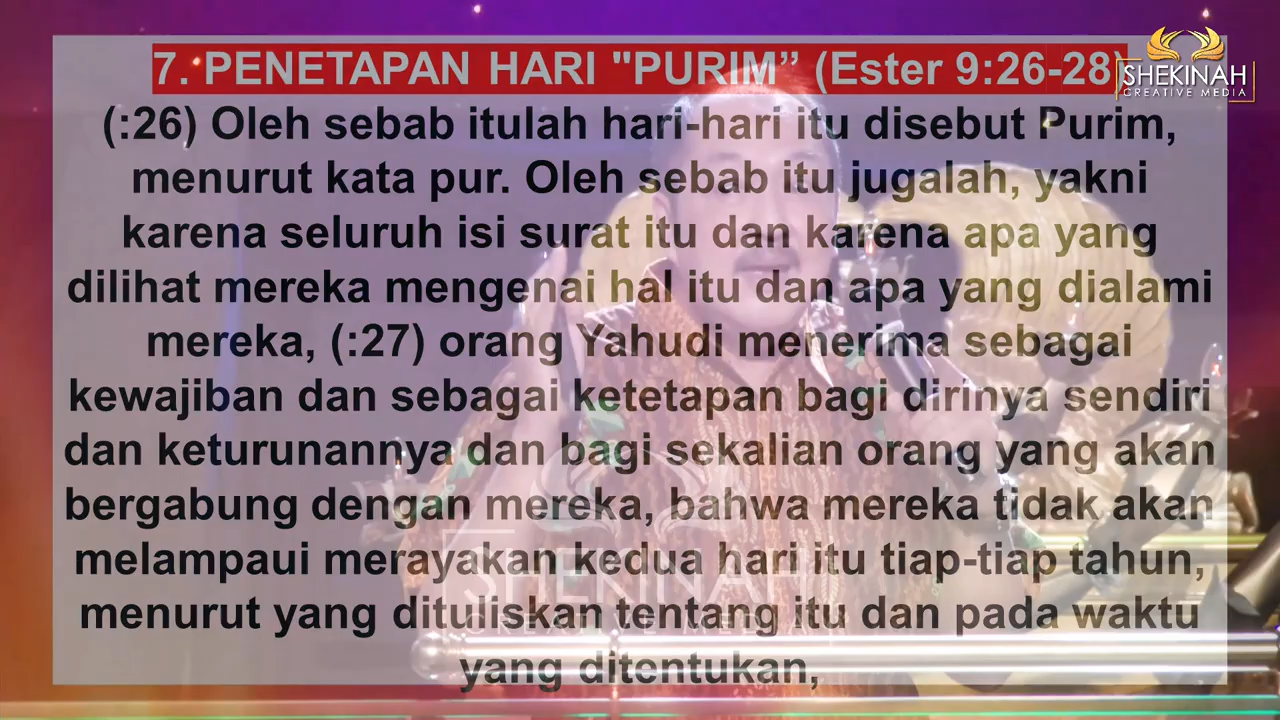 7. PENETAPAN HARI "PURIM” (Ester 9:26-28)
SHEKINAH
CREATIVE MEDIA
(:26) Oleh sebab itulah hari-hari itu disebut Purim,
menurut kata pur. Oleh sebab itu jugalah, yakni
karena seluruh isi surat itu dan karena apa yang
dilihat mereka mengenai hal itu dan apa yang dialami
mereka, (:27) orang Yahudi menerima sebagai
kewajiban dan sebagai ketetapan bagi dirinya sendiri
dan keturunannya dan bagi sekalian orang yang akan
bergabung dengan mereka, bahwa mereka tidak akan
melampaui merayakan kedua hari itu tiap-tiap tahun,
menurut yang dituliskan tentang itu dan pada waktu
yang ditentukan,
SHEKINAH
CREATIVE MEDIA